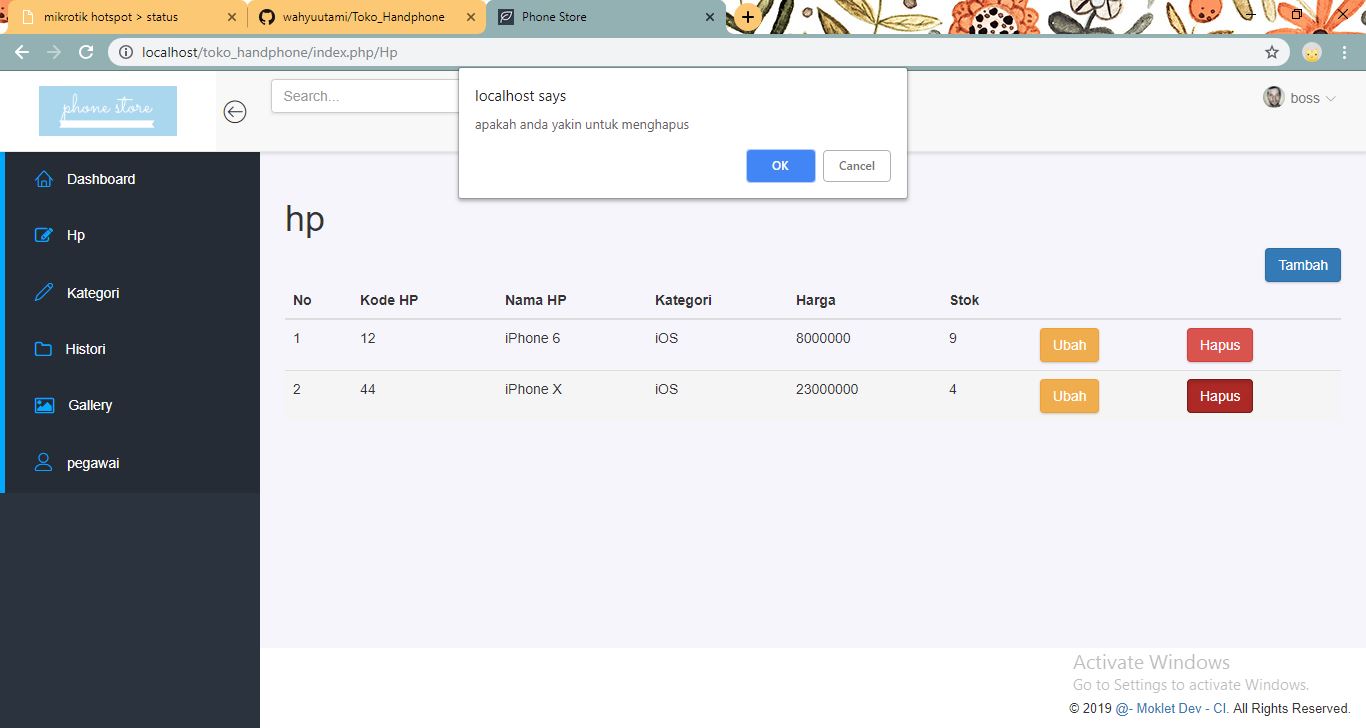 mikrotik hotspot > status
wahyuutami/Toko_Handphone
Phone Store
localhost/toko_handphone/index.php/Hp
phone store
Search...
boss
localhost says
apakah anda yakin untuk menghapus
OK Cancel
Dashboard
Hp
Kategori
Histori
Gallery
pegawai
hp
Tambah
No Kode HP Nama HP Kategori Harga Stok
1 12 iPhone 6 iOS 8000000 9 Ubah Hapus
2 44 iPhone X iOS 23000000 4 Ubah Hapus
Activate Windows
Go to Settings to activate Windows.
© 2019 @- Moklet Dev - CI. All Rights Reserved.